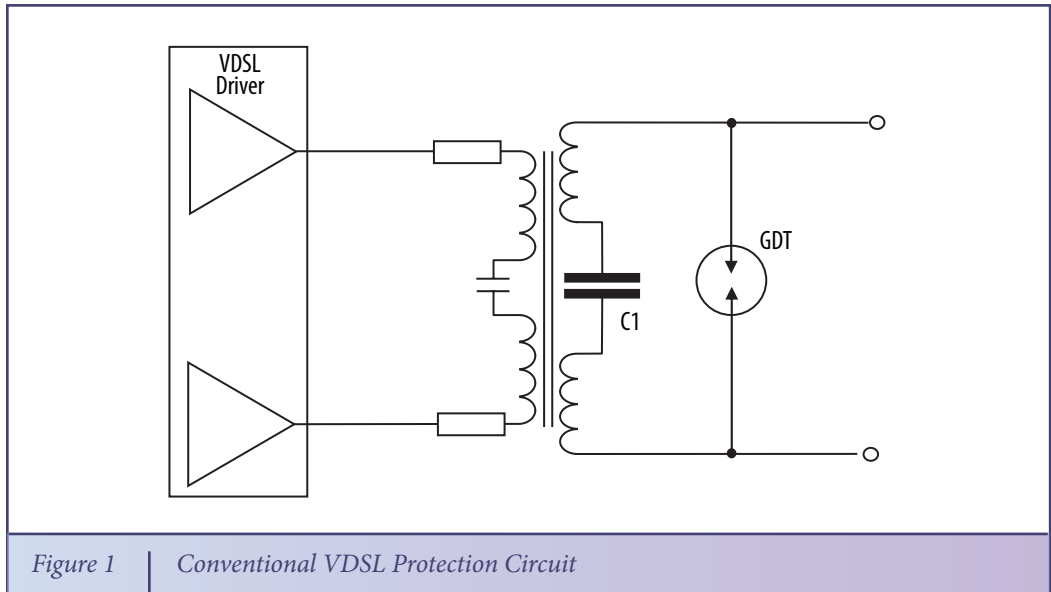 VDSL
Driver
GDT
C1
Figure 1 | Conventional VDSL Protection Circuit